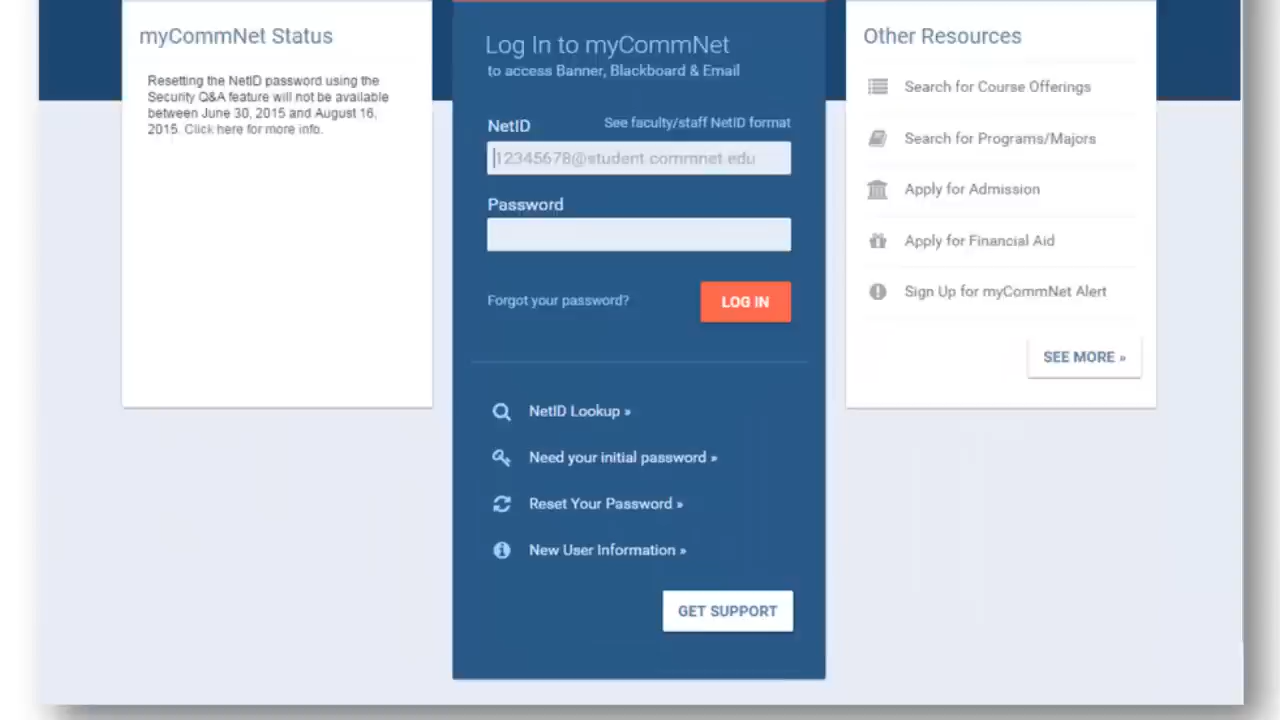 myCommNet Status
Resetting the NetID password using the
Security Q&A feature will not be available
between June 30, 2015 and August 16,
2015. Click here for more info.
Log In to myCommNet
to access Banner, Blackboard & Email
NetID
See faculty/staff NetID format
12345678@student.commnet.edu
Password
Forgot your password?
LOG IN
NetID Lookup »
Need your initial password »
Reset Your Password »
New User Information »
GET SUPPORT
Other Resources
Search for Course Offerings
Search for Programs/Majors
Apply for Admission
Apply for Financial Aid
Sign Up for myCommNet Alert
SEE MORE »